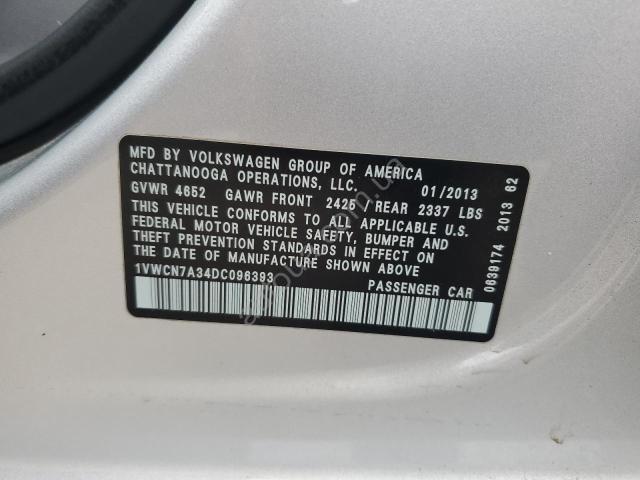 MFD BY VOLKSWAGEN GROUP OF AMERICA
CHATTANOOGA OPERATIONS, LLC. 01/2013
GVWR 4652 GAWR FRONT 2425 / REAR 2337 LBS
THIS VEHICLE CONFORMS TO ALL APPLICABLE U.S.
FEDERAL MOTOR VEHICLE SAFETY, BUMPER AND
THEFT PREVENTION STANDARDS IN EFFECT ON
THE DATE OF MANUFACTURE SHOWN ABOVE
1VWCN7A34DC096393 PASSENGER CAR
0639174 2013 62